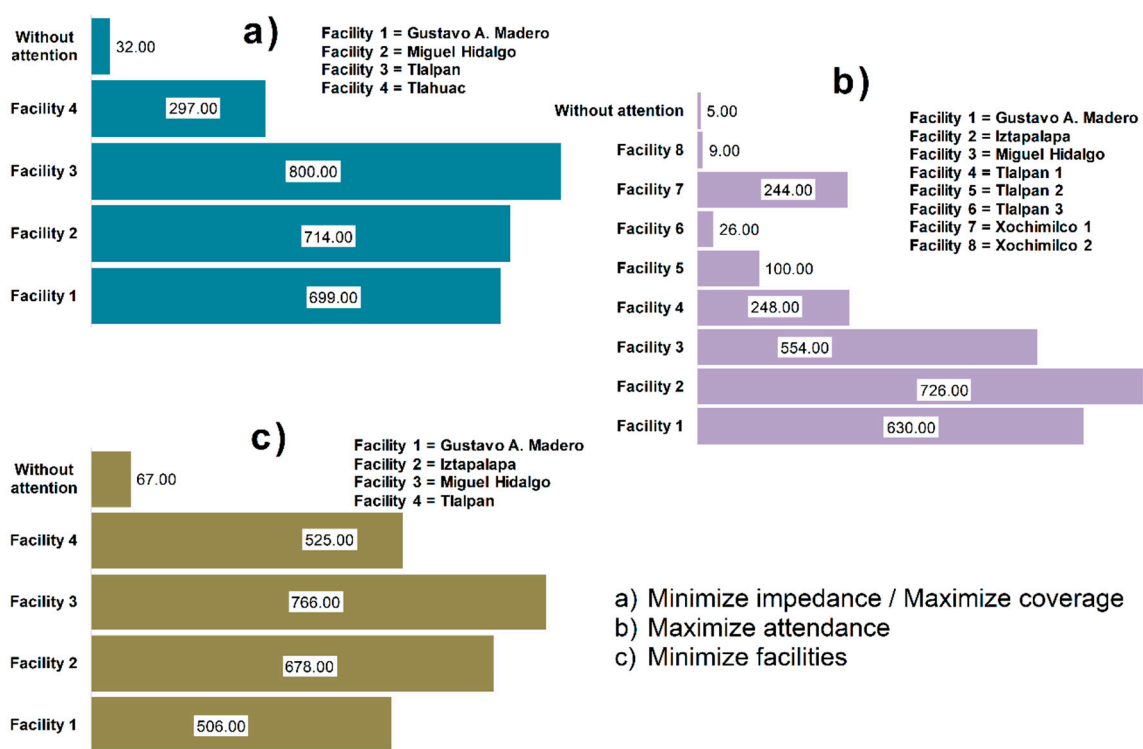 a)
Facility 1 = Gustavo A. Madero
Facility 2 = Miguel Hidalgo
Facility 3 = Tlalpan
Facility 4 = Tlahuac
Without
attention
32.00
Facility 4
297.00
Facility 3
800.00
Facility 2
714.00
Facility 1
699.00
b)
Facility 1 = Gustavo A. Madero
Facility 2 = Iztapalapa
Facility 3 = Miguel Hidalgo
Facility 4 = Tlalpan 1
Facility 5 = Tlalpan 2
Facility 6 = Tlalpan 3
Facility 7 = Xochimilco 1
Facility 8 = Xochimilco 2
Without attention
5.00
Facility 8
9.00
Facility 7
244.00
Facility 6
26.00
Facility 5
100.00
Facility 4
248.00
Facility 3
554.00
Facility 2
726.00
Facility 1
630.00
c)
Facility 1 = Gustavo A. Madero
Facility 2 = Iztapalapa
Facility 3 = Miguel Hidalgo
Facility 4 = Tlalpan
Without
attention
67.00
Facility 4
525.00
Facility 3
766.00
Facility 2
678.00
Facility 1
506.00
a) Minimize impedance / Maximize coverage
b) Maximize attendance
c) Minimize facilities